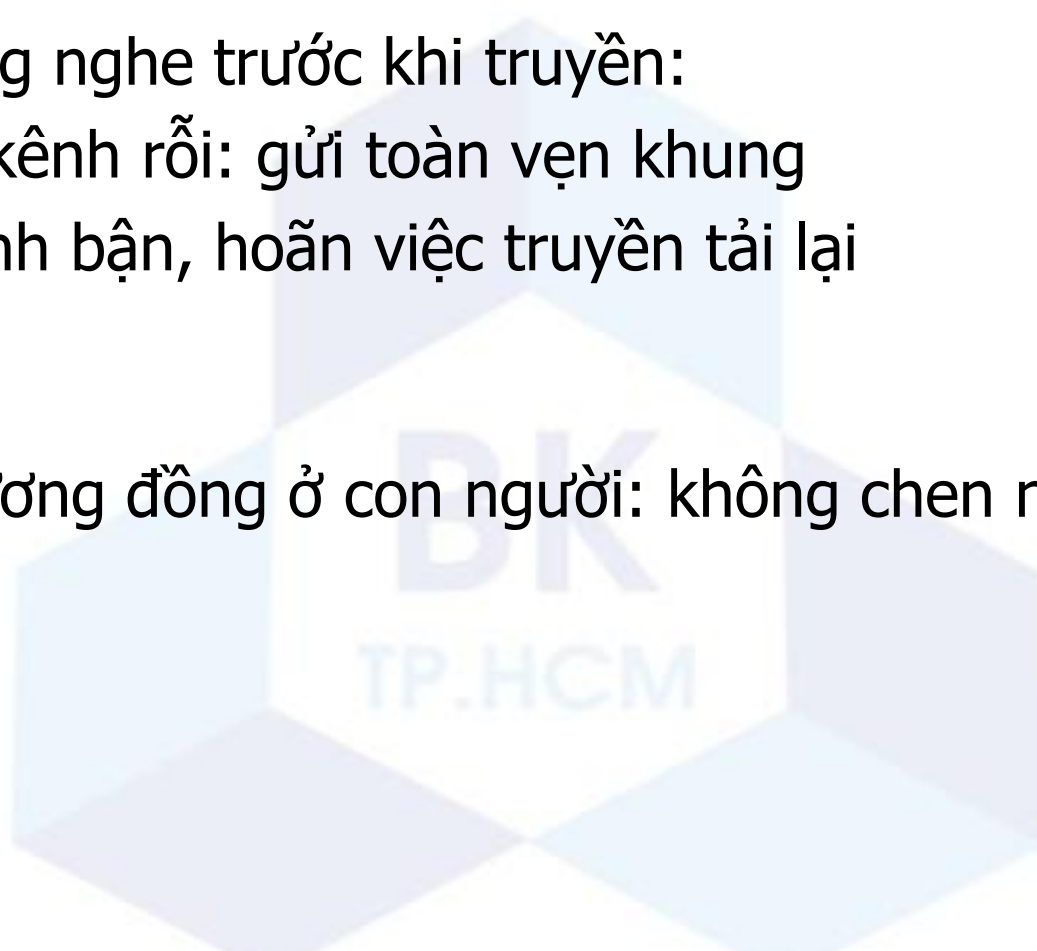 g nghe trước khi truyền:
kênh rỗi: gửi toàn vẹn khung
nh bận, hoãn việc truyền tải lại
ương đồng ở con người: không chen
BK
TP.HCM